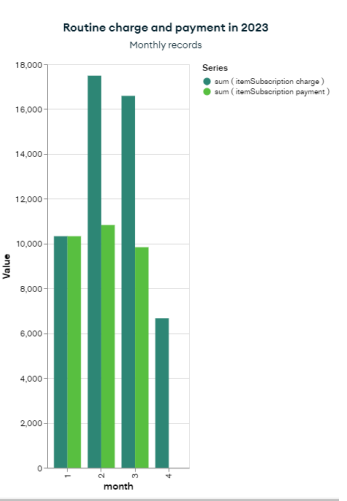 Routine charge and payment in 2023
Monthly records
Series
sum ( itemSubscription charge )
sum ( itemSubscription payment )
18,000
16,000
14,000
12,000
10,000
8,000
6,000
4,000
2,000
0
Value
1 2 3 4
month